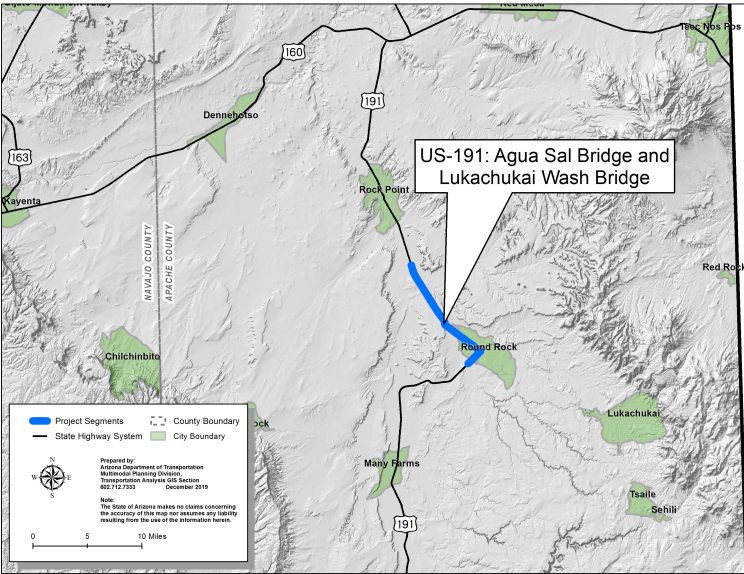 Red Mesa
Teec Nos Pos
160
191
Dennehotso
163
US-191: Agua Sal Bridge and
Lukachukai Wash Bridge
Rock Point
Kayenta
NAVAJO COUNTY
APACHE COUNTY
Red Rock
Round Rock
Chilchinbito
Lukachukai
ock
Many Farms
Tsaile
Sehili
191
Project Segments
County Boundary
State Highway System
City Boundary
N
W E
S
Prepared by:
Arizona Department of Transportation
Multimodal Planning Division,
Transportation Analysis GIS Section
602.712.7333 December 2019
Note:
The State of Arizona makes no claims concerning
the accuracy of this map nor assumes any liability
resulting from the use of the information herein.
0 5 10 Miles